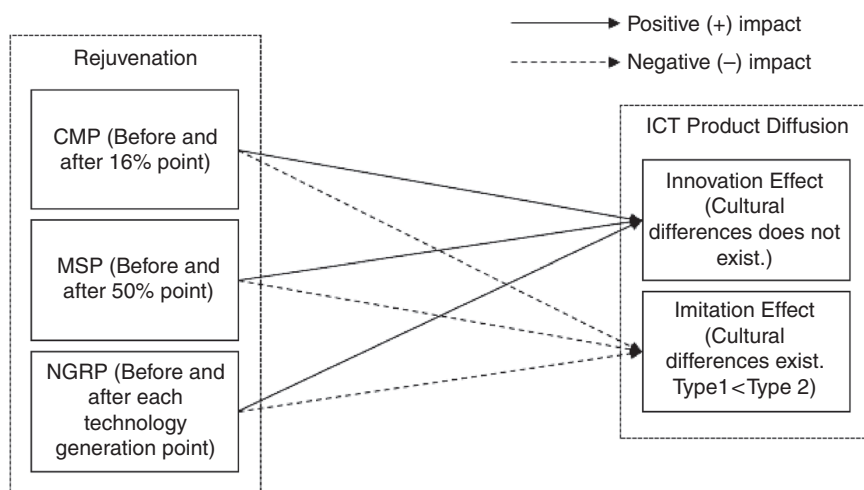 Positive (+) impact
Negative (–) impact
Rejuvenation
CMP (Before and
after 16% point)
MSP (Before and
after 50% point)
NGRP (Before and
after each
technology
generation point)
ICT Product Diffusion
Innovation Effect
(Cultural
differences does not
exist.)
Imitation Effect
(Cultural
differences exist.
Type1<Type 2)